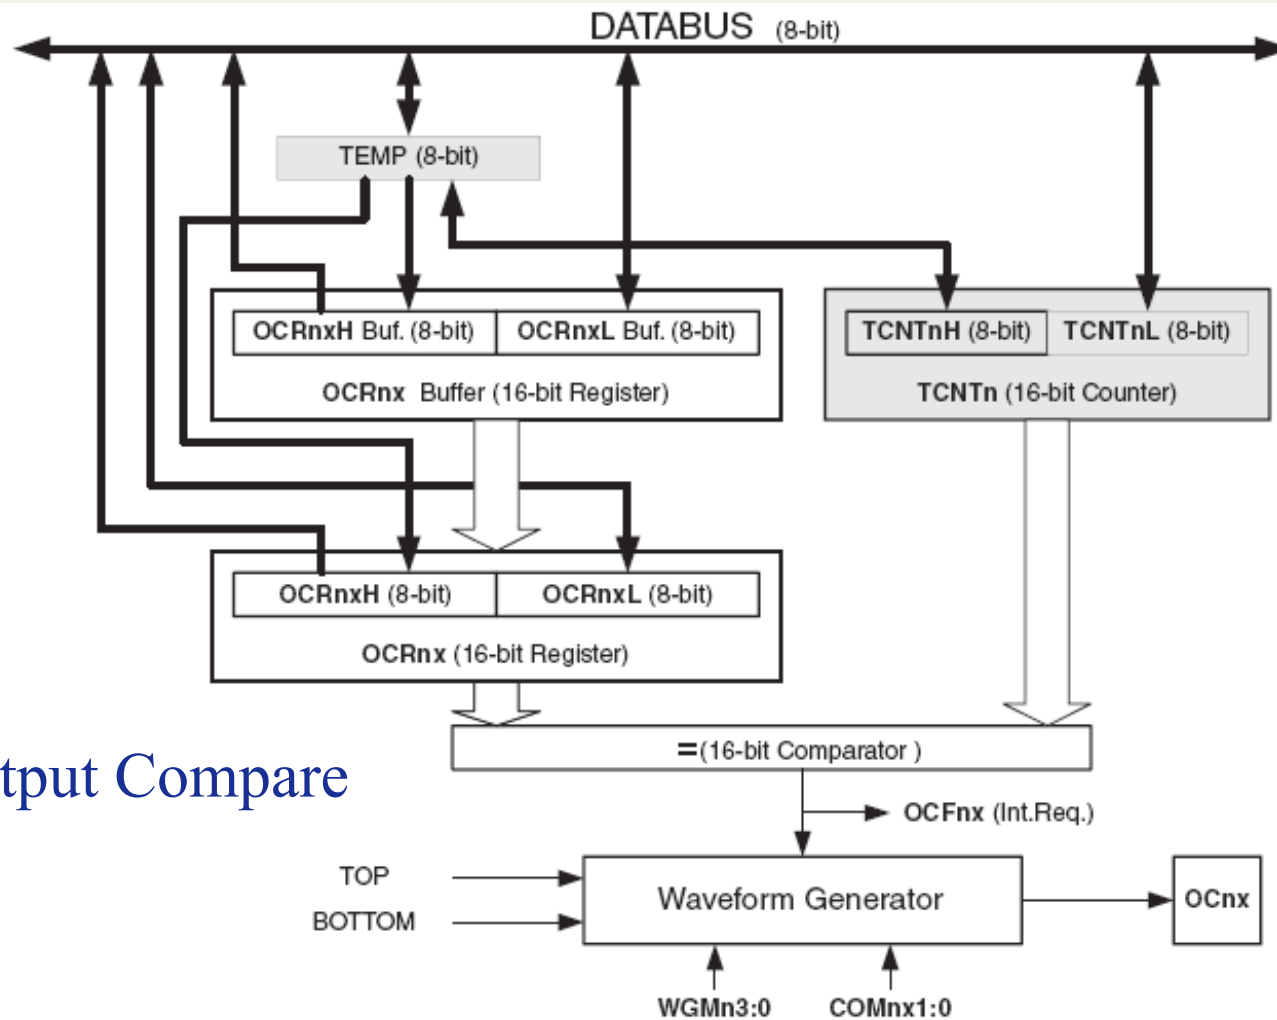 DATABUS (8-bit)
TEMP (8-bit)
OCRnxH Buf. (8-bit) OCRnxL Buf. (8-bit)
OCRnx Buffer (16-bit Register)
TCNTnH (8-bit) TCNTnL (8-bit)
TCNTn (16-bit Counter)
OCRnxH (8-bit) OCRnxL (8-bit)
OCRnx (16-bit Register)
=(16-bit Comparator )
tput Compare
OCFnx (Int.Req.)
TOP
BOTTOM
Waveform Generator
OCnx
WGMn3:0 COMnx1:0